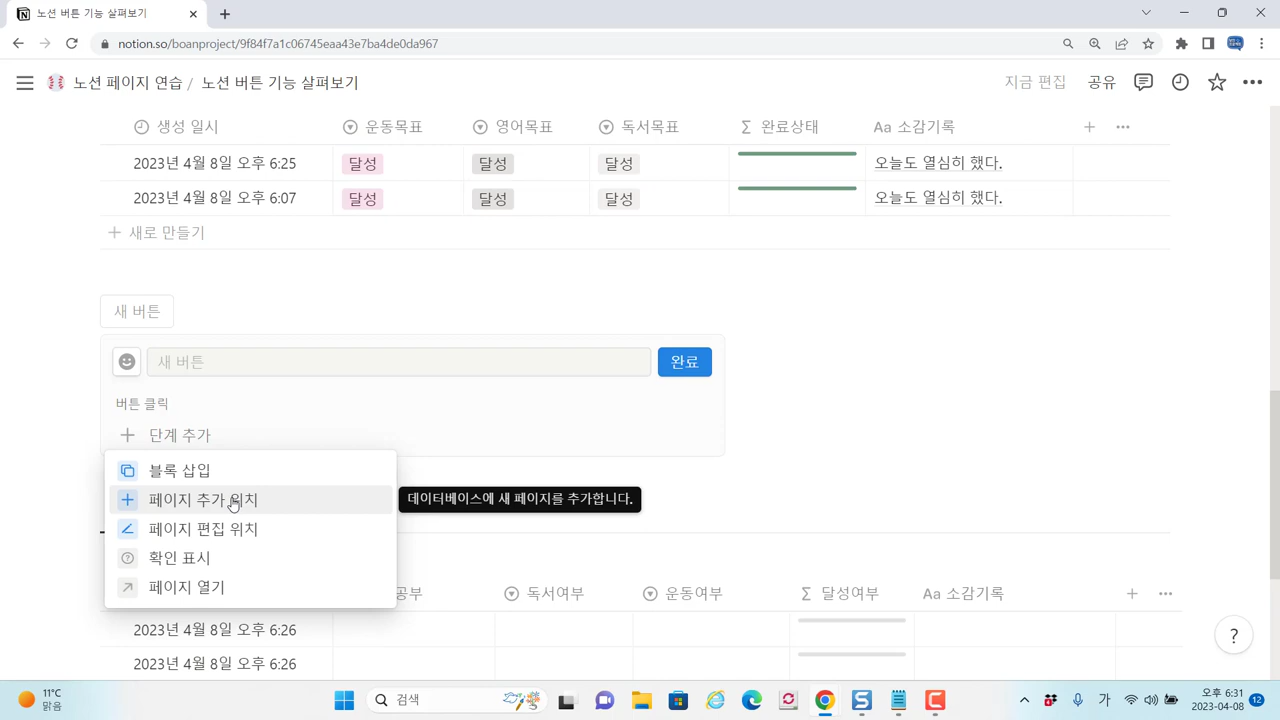 노션 버튼 기능 살펴보기
notion.so/boanproject/9f84f7a1c06745eaa43e7ba4de0da967
노션 페이지 연습 / 노션 버튼 기능 살펴보기
지금 편집 공유
생성 일시 운동목표 영어목표 독서목표 Σ 완료상태 Aa 소감기록
2023년 4월 8일 오후 6:25 달성 달성 달성 오늘도 열심히 했다.
2023년 4월 8일 오후 6:07 달성 달성 달성 오늘도 열심히 했다.
+ 새로 만들기
새 버튼
새 버튼 완료
버튼 클릭
+ 단계 추가
블록 삽입
페이지 추가 위치 데이터베이스에 새 페이지를 추가합니다.
페이지 편집 위치
확인 표시
페이지 열기
공부 독서여부 운동여부 Σ 달성여부 Aa 소감기록
2023년 4월 8일 오후 6:26
2023년 4월 8일 오후 6:26
?
11°C
맑음
검색
가
오후 6:31
2023-04-08
12